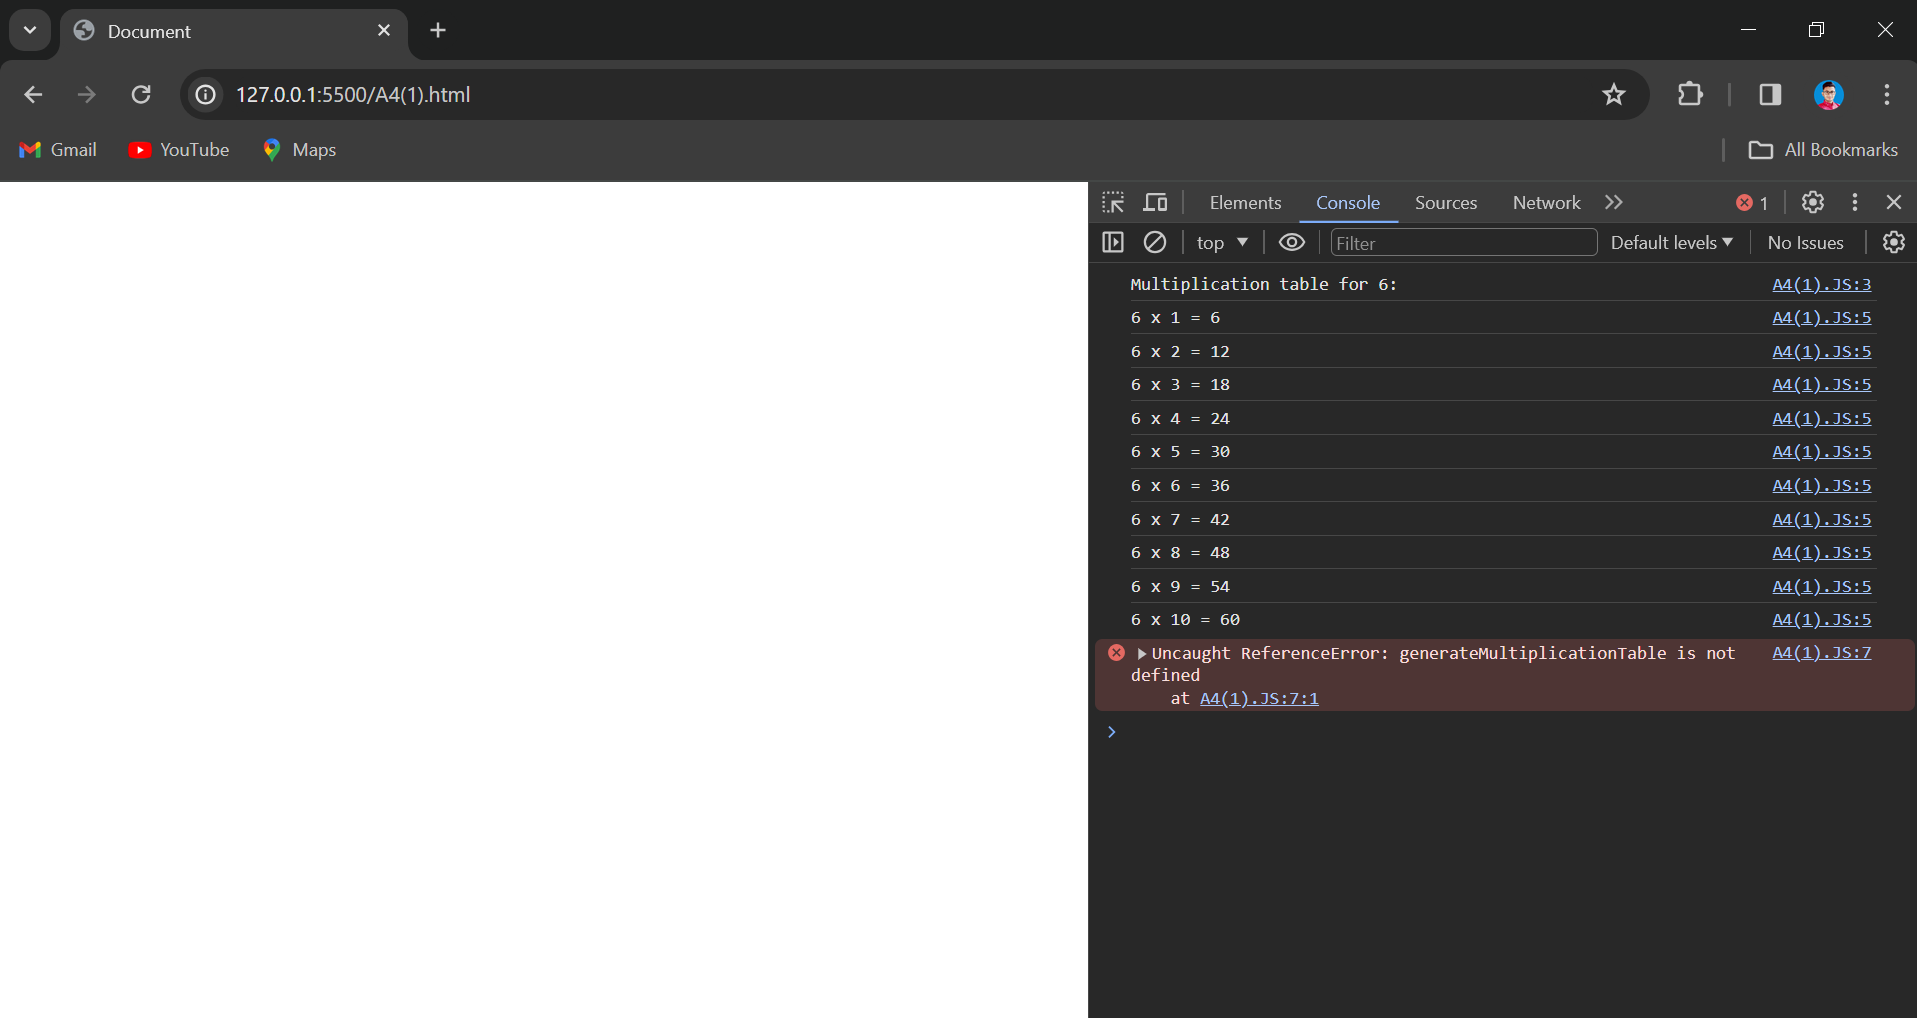 Document
127.0.0.1:5500/A4(1).html
Gmail YouTube Maps All Bookmarks
Elements Console Sources Network 1
top Filter Default levels No Issues
Multiplication table for 6: A4(1).JS:3
6 x 1 = 6 A4(1).JS:5
6 x 2 = 12 A4(1).JS:5
6 x 3 = 18 A4(1).JS:5
6 x 4 = 24 A4(1).JS:5
6 x 5 = 30 A4(1).JS:5
6 x 6 = 36 A4(1).JS:5
6 x 7 = 42 A4(1).JS:5
6 x 8 = 48 A4(1).JS:5
6 x 9 = 54 A4(1).JS:5
6 x 10 = 60 A4(1).JS:5
Uncaught ReferenceError: generateMultiplicationTable is not A4(1).JS:7
defined
at A4(1).JS:7:1